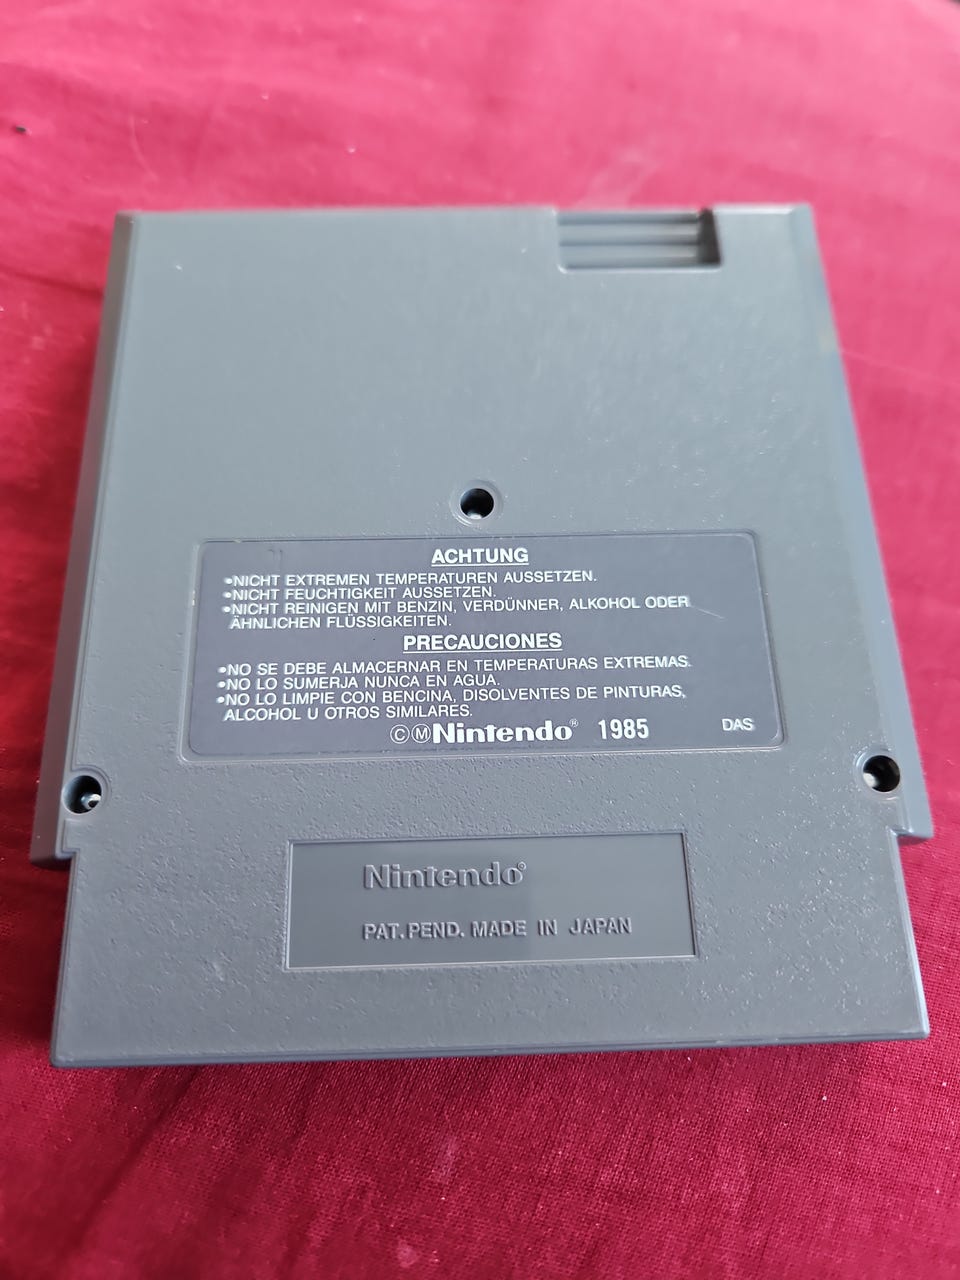 ACHTUNG
•NICHT EXTREMEN TEMPERATUREN AUSSETZEN.
•NICHT FEUCHTIGKEIT AUSSETZEN.
•NICHT REINIGEN MIT BENZIN, VERDÜNNER, ALKOHOL ODER
ÄHNLICHEN FLÜSSIGKEITEN.
PRECAUCIONES
•NO SE DEBE ALMACERNAR EN TEMPERATURAS EXTREMAS.
•NO LO SUMERJA NUNCA EN AGUA.
•NO LO LIMPIE CON BENCINA, DISOLVENTES DE PINTURAS,
ALCOHOL U OTROS SIMILARES.
©ⓂNintendo® 1985 DAS
Nintendo®
PAT. PEND. MADE IN JAPAN